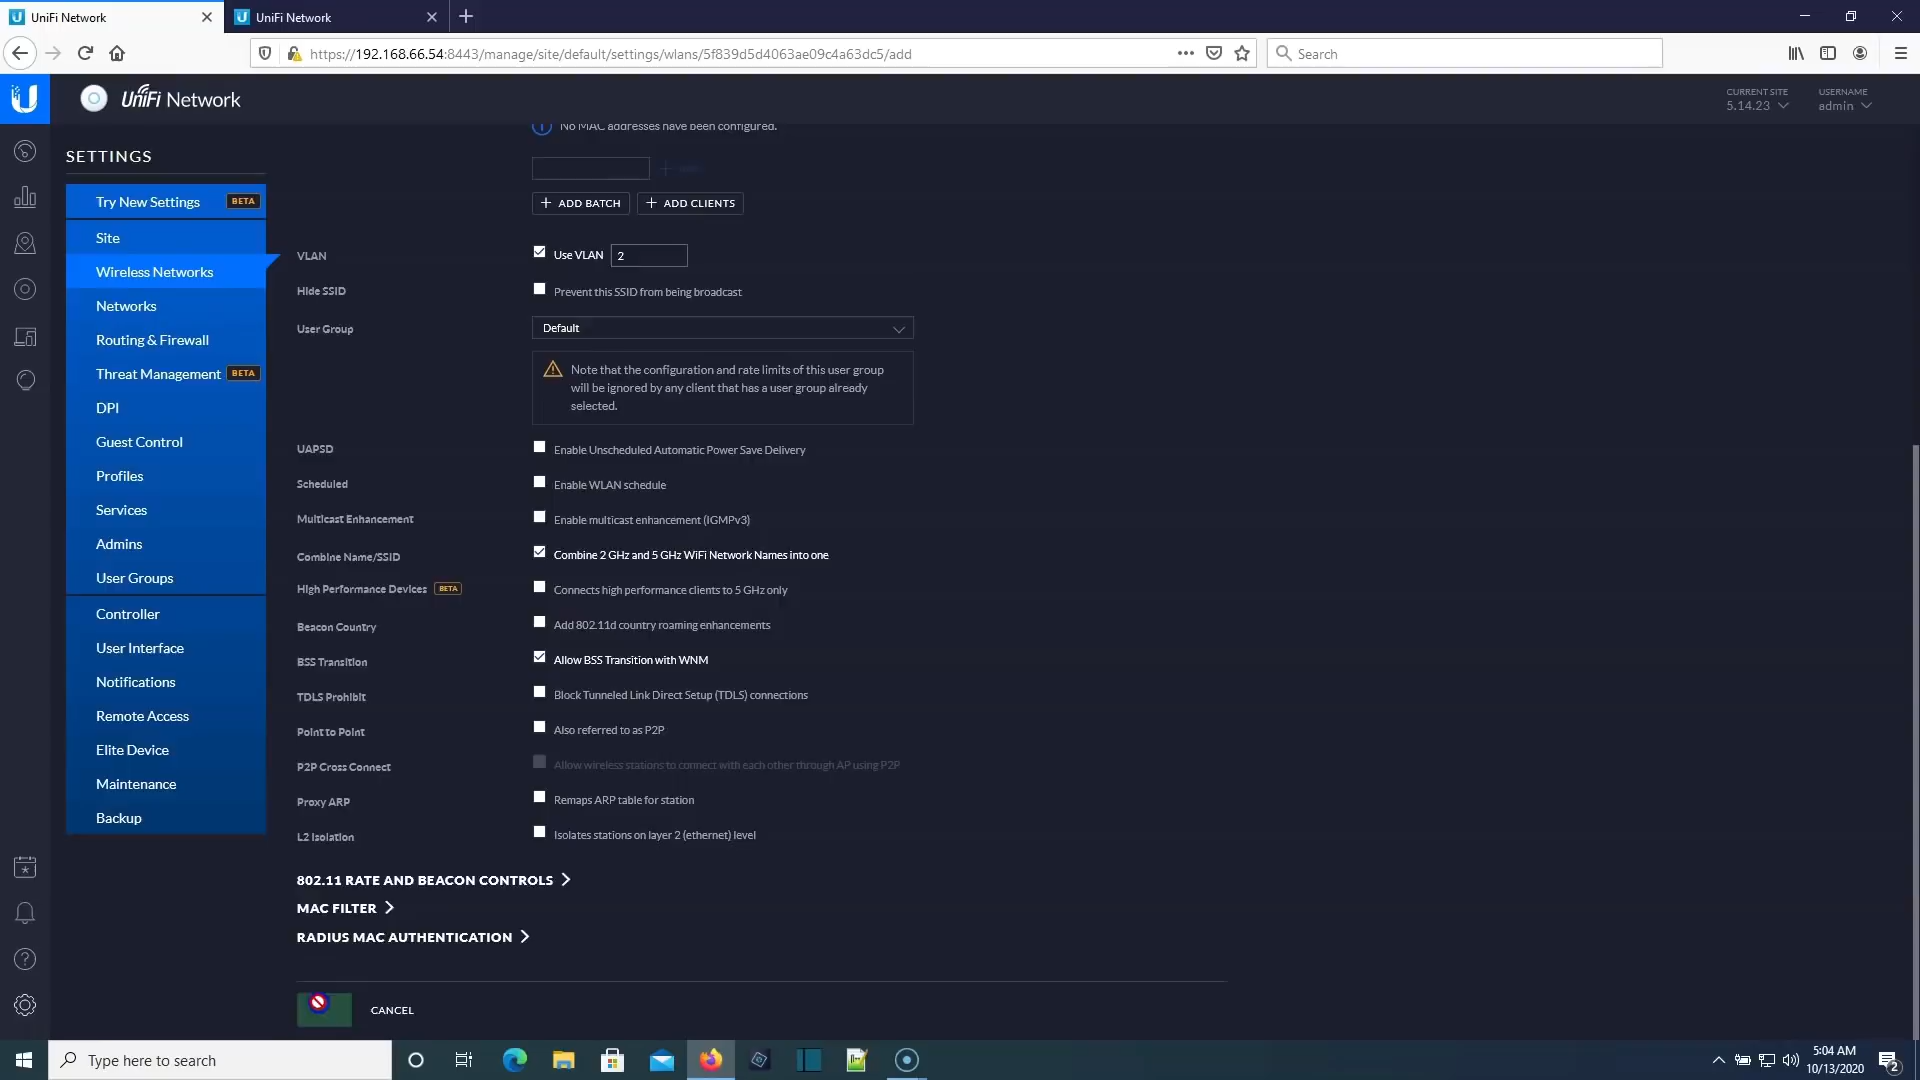 UniFi Network
UniFi Network
https://192.168.66.54:8443/manage/site/default/settings/wlans/5f839d5d4063ae09c4a63dc5/add
Search
UniFi Network
CURRENT SITE
5.14.23
USERNAME
admin
SETTINGS
Try New Settings BETA
Site
Wireless Networks
Networks
Routing & Firewall
Threat Management BETA
DPI
Guest Control
Profiles
Services
Admins
User Groups
Controller
User Interface
Notifications
Remote Access
Elite Device
Maintenance
Backup
No MAC addresses have been configured.
+ ADD BATCH
+ ADD CLIENTS
VLAN
Use VLAN 2
Hide SSID
Prevent this SSID from being broadcast
User Group
Default
Note that the configuration and rate limits of this user group
will be ignored by any client that has a user group already
selected.
UAPSD
Enable Unscheduled Automatic Power Save Delivery
Scheduled
Enable WLAN schedule
Multicast Enhancement
Enable multicast enhancement (IGMPv3)
Combine Name/SSID
Combine 2 GHz and 5 GHz WiFi Network Names into one
High Performance Devices BETA
Connects high performance clients to 5 GHz only
Beacon Country
Add 802.11d country roaming enhancements
BSS Transition
Allow BSS Transition with WNM
TDLS Prohibit
Block Tunneled Link Direct Setup (TDLS) connections
Point to Point
Also referred to as P2P
P2P Cross Connect
Allow wireless stations to connect with each other through AP using P2P
Proxy ARP
Remaps ARP table for station
L2 Isolation
Isolates stations on layer 2 (ethernet) level
802.11 RATE AND BEACON CONTROLS
MAC FILTER
RADIUS MAC AUTHENTICATION
CANCEL
Type here to search
5:04 AM
10/13/2020
2